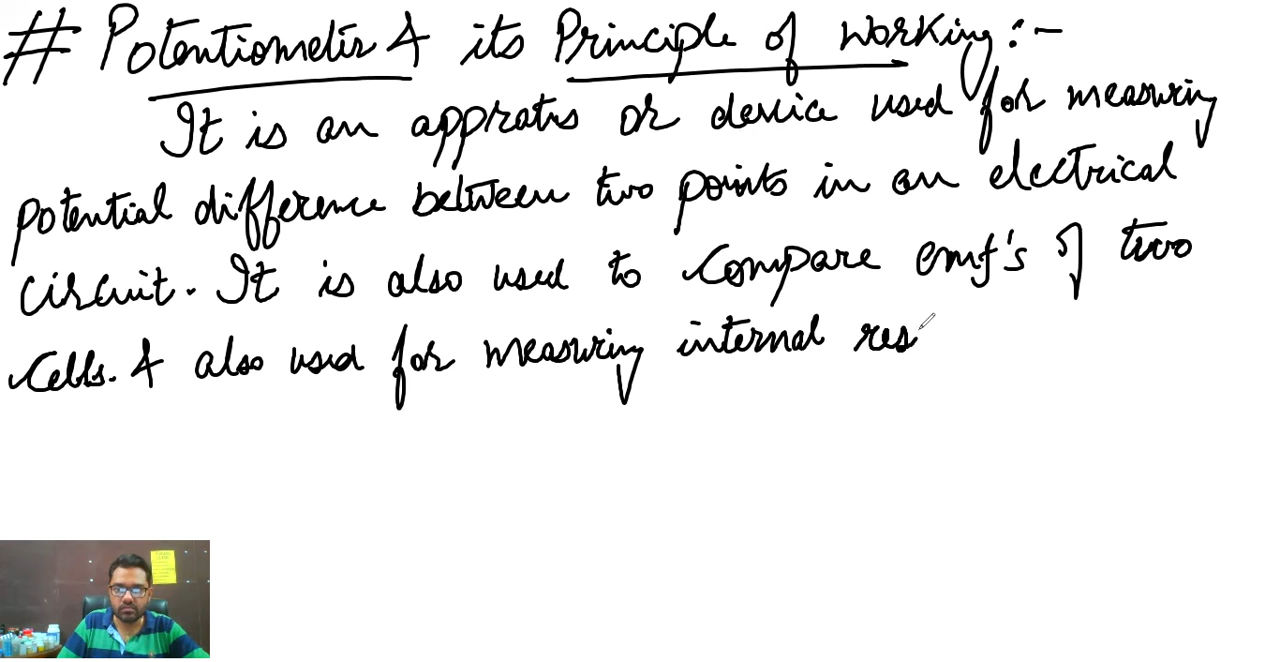 # Potentiometer & its Principle of working :-
It is an appratus or device used for measuring
potential difference between two points in an electrical
circuit. It is also used to compare emf's of two
cells. & also used for measuring internal res